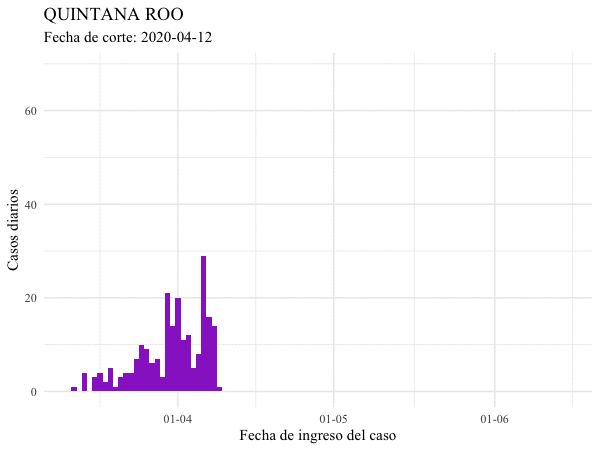 QUINTANA ROO
Fecha de corte: 2020-04-12
Casos diarios
60
40
20
0
01-04
01-05
01-06
Fecha de ingreso del caso